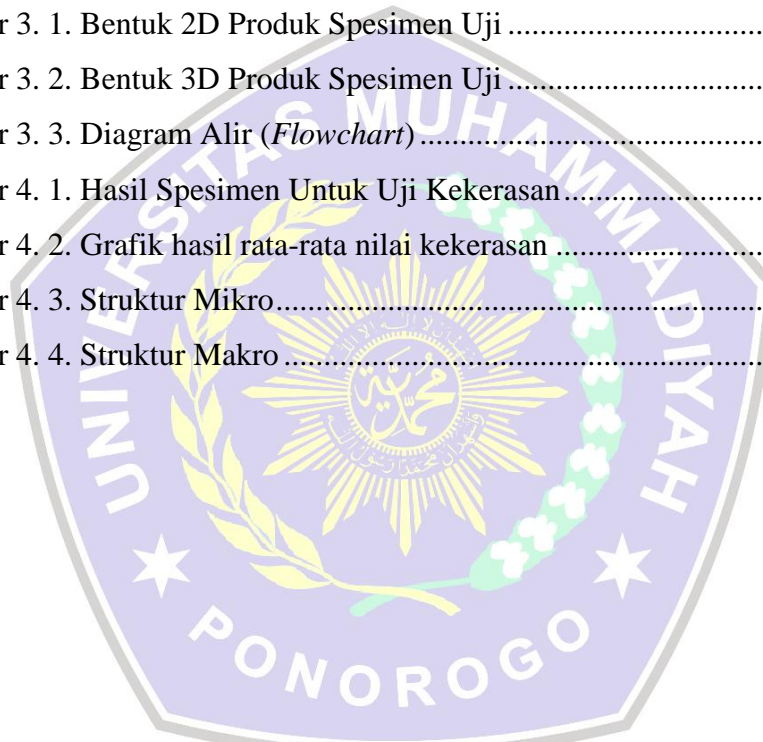 r 3. 1. Bentuk 2D Produk Spesimen Uji ................................
r 3. 2. Bentuk 3D Produk Spesimen Uji ................................
r 3. 3. Diagram Alir (Flowchart) ...........................................
r 4. 1. Hasil Spesimen Untuk Uji Kekerasan.........................
r 4. 2. Grafik hasil rata-rata nilai kekerasan ..........................
r 4. 3. Struktur Mikro.............................................................
r 4. 4. Struktur Makro ............................................................
UNIVERSITAS MUHAMMADIYAH
PONOROGO